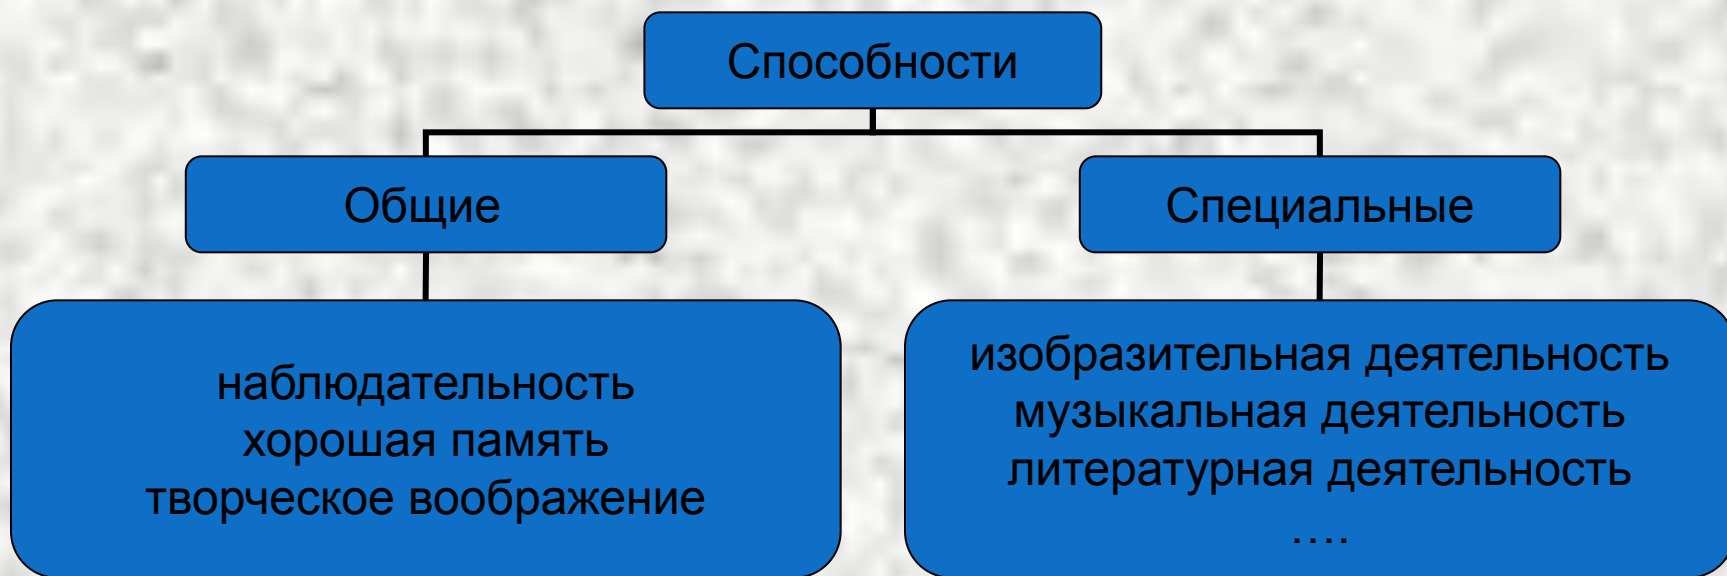 Способности
Общие
Специальные
наблюдательность
хорошая память
творческое воображение
изобразительная деятельность
музыкальная деятельность
литературная деятельность
....